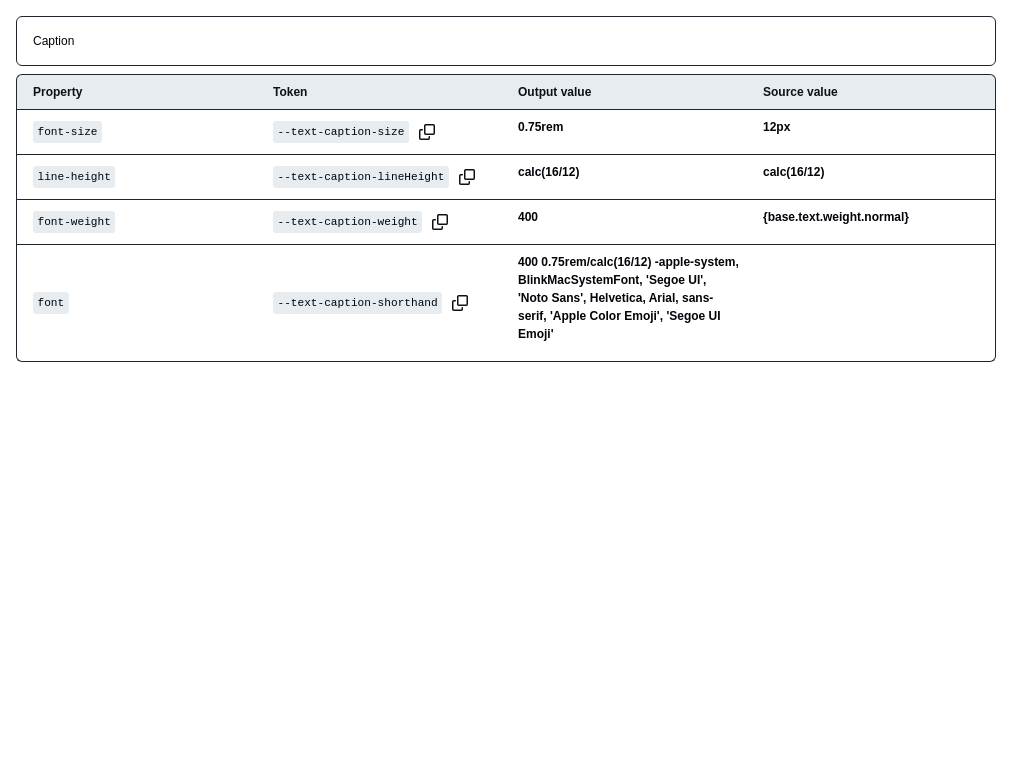 Caption
Property Token Output value Source value
font-size --text-caption-size 0.75rem 12px
line-height --text-caption-lineHeight calc(16/12) calc(16/12)
font-weight --text-caption-weight 400 {base.text.weight.normal}
font --text-caption-shorthand 400 0.75rem/calc(16/12) -apple-system,
BlinkMacSystemFont, 'Segoe UI',
'Noto Sans', Helvetica, Arial, sans-
serif, 'Apple Color Emoji', 'Segoe UI
Emoji'